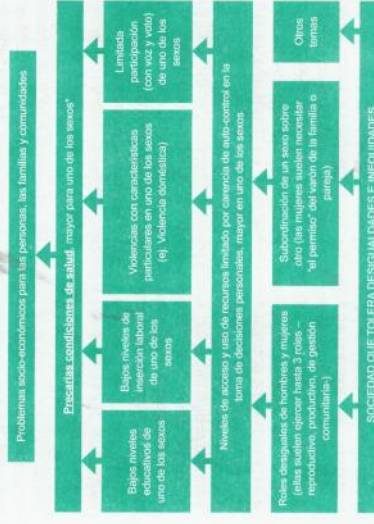 Problemas socio-económicos para las personas, las familias y comunidades
Precarias condiciones de salud, mayor para uno de los sexos*
Bajos niveles
educativos de
uno de los sexos
Bajos niveles de
inserción laboral
de uno de los
sexos
Violencias con características
particulares en uno de los sexos
(ej. Violencia doméstica)
Limitada
participación
(con voz y voto)
de uno de los
sexos
Niveles de acceso y uso de recursos limitado por carencia de auto-control en la
toma de decisiones personales, mayor en uno de los sexos
Roles desiguales de hombres y mujeres
(ellas suelen ejercer hasta 3 roles –
reproductivo, productivo, de gestión
comunitaria-)
Subordinación de un sexo sobre
otro (las mujeres suelen necesitar
"el permiso" del varón de la familia o
pareja)
Otros
temas
SOCIEDAD QUE TOLERA DESIGUALDADES E INEQUIDADES